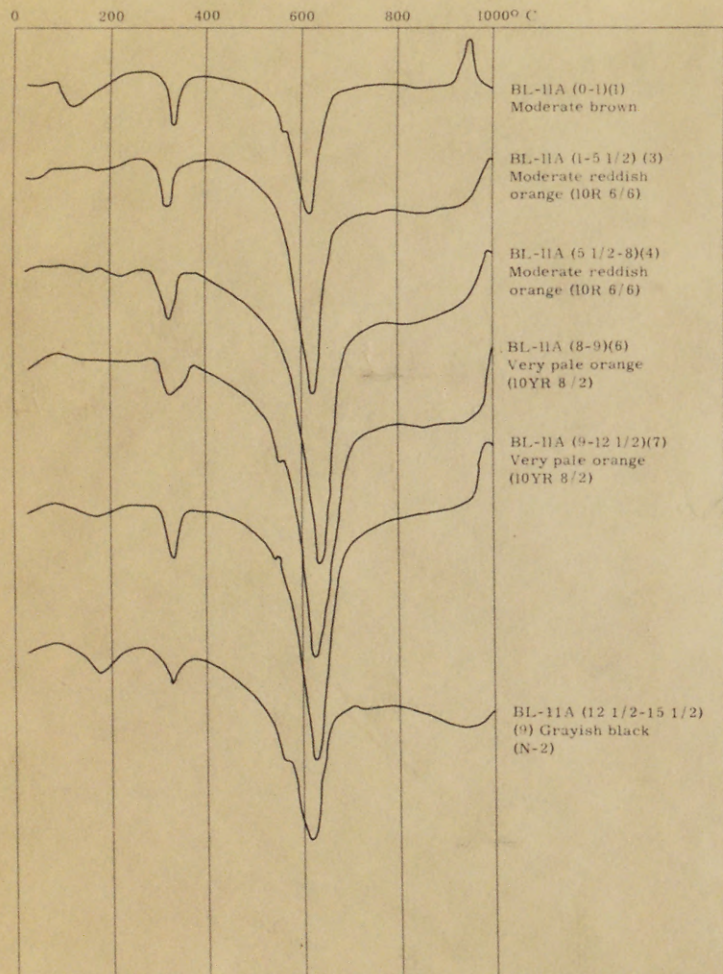 0 200 400 600 800 1000° C
BL-11A (0-1)(1)
Moderate brown
BL-11A (1-5 1/2) (3)
Moderate reddish
orange (10R 6/6)
BL-11A (5 1/2-8)(4)
Moderate reddish
orange (10R 6/6)
BL-11A (8-9)(6)
Very pale orange
(10YR 8/2)
BL-11A (9-12 1/2)(7)
Very pale orange
(10YR 8/2)
BL-11A (12 1/2-15 1/2)
(9) Grayish black
(N-2)